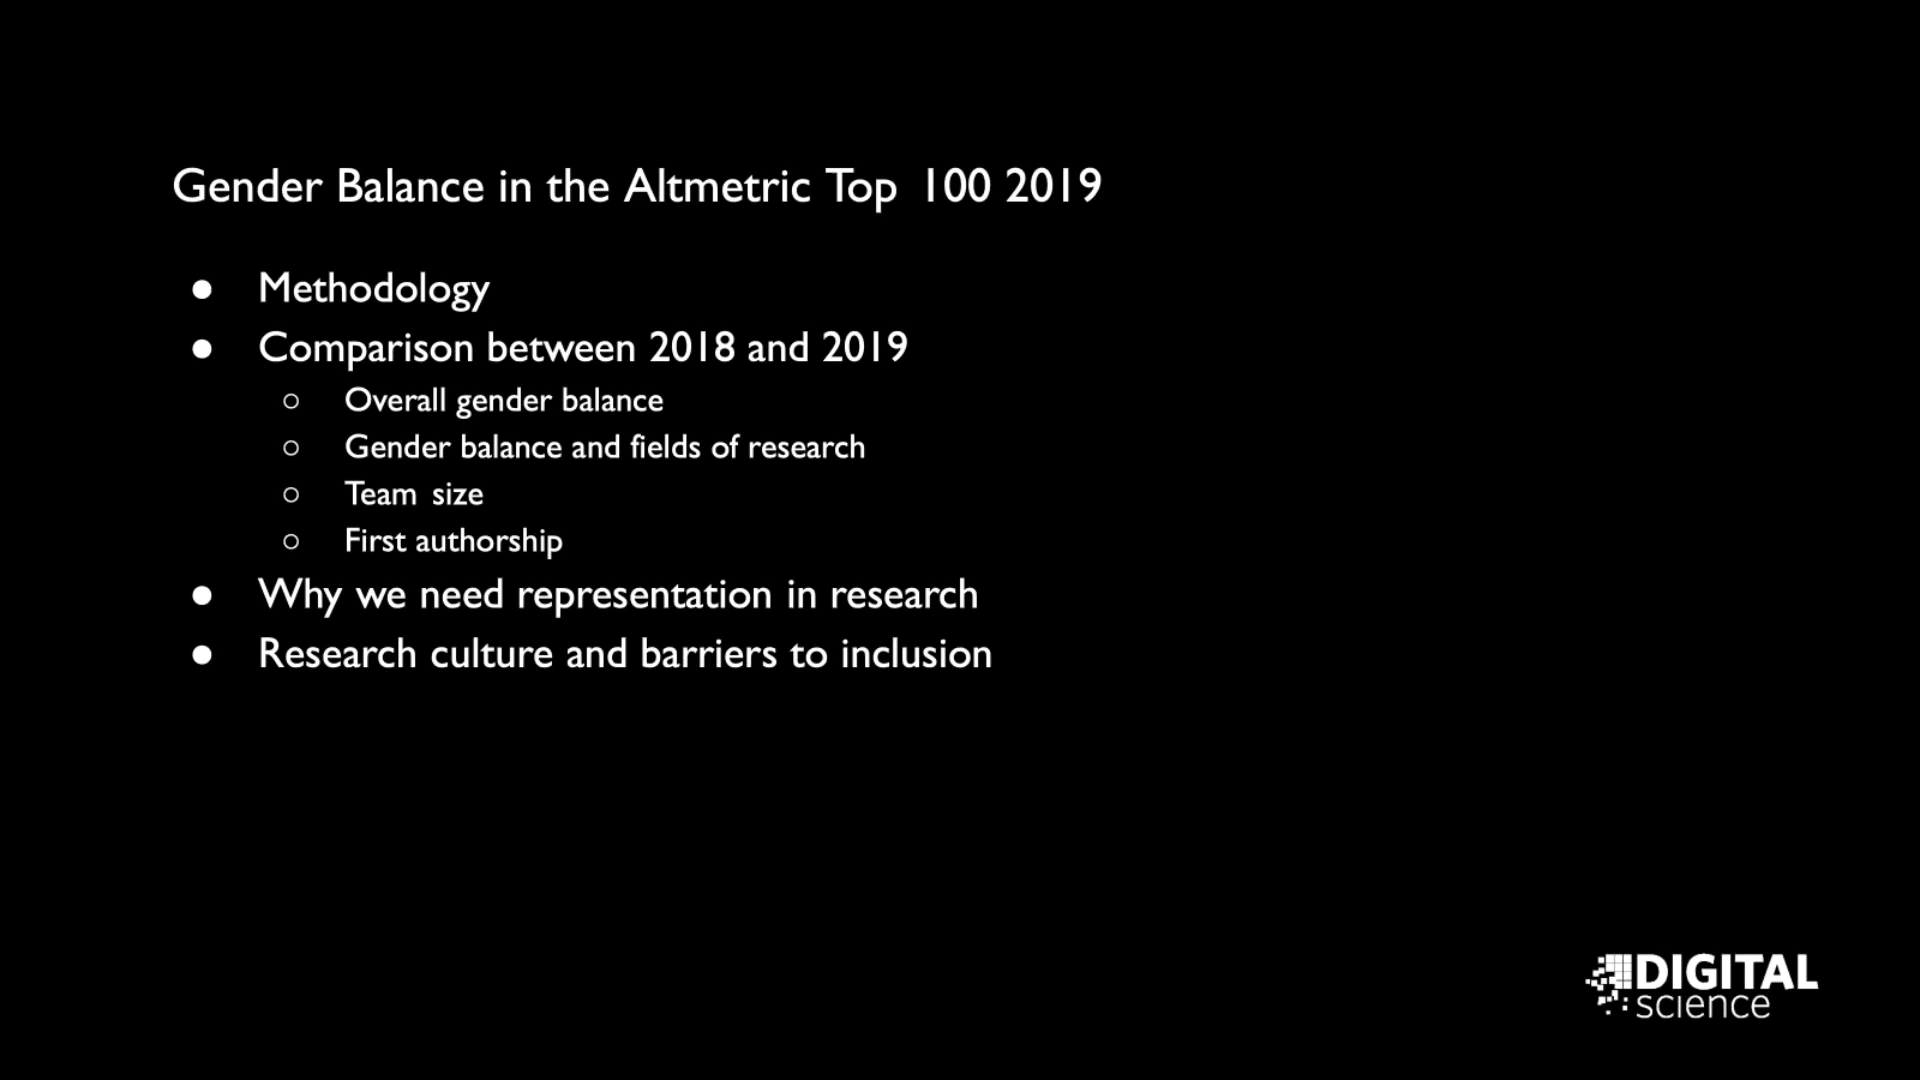 Gender Balance in the Altmetric Top 100 2019
● Methodology
● Comparison between 2018 and 2019
○ Overall gender balance
○ Gender balance and fields of research
○ Team size
○ First authorship
● Why we need representation in research
● Research culture and barriers to inclusion
DIGITAL
science